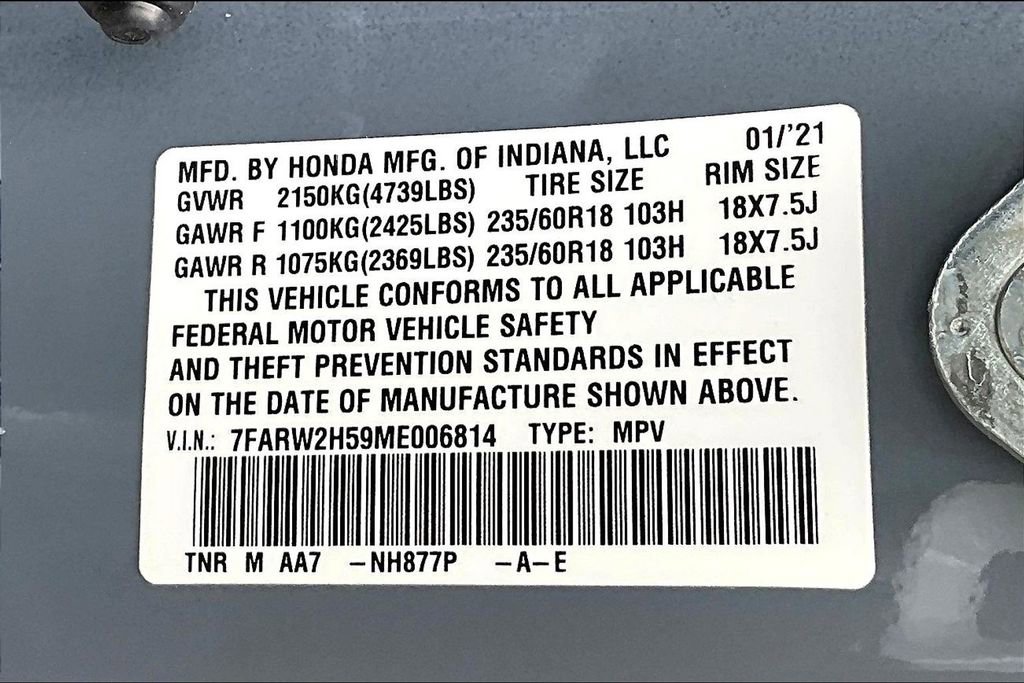 MFD. BY HONDA MFG. OF INDIANA, LLC 01/'21
GVWR 2150KG(4739LBS) TIRE SIZE RIM SIZE
GAWR F 1100KG(2425LBS) 235/60R18 103H 18X7.5J
GAWR R 1075KG(2369LBS) 235/60R18 103H 18X7.5J
THIS VEHICLE CONFORMS TO ALL APPLICABLE
FEDERAL MOTOR VEHICLE SAFETY
AND THEFT PREVENTION STANDARDS IN EFFECT
ON THE DATE OF MANUFACTURE SHOWN ABOVE.
V.I.N.: 7FARW2H59ME006814 TYPE: MPV
TNR M AA7 -NH877P -A-E